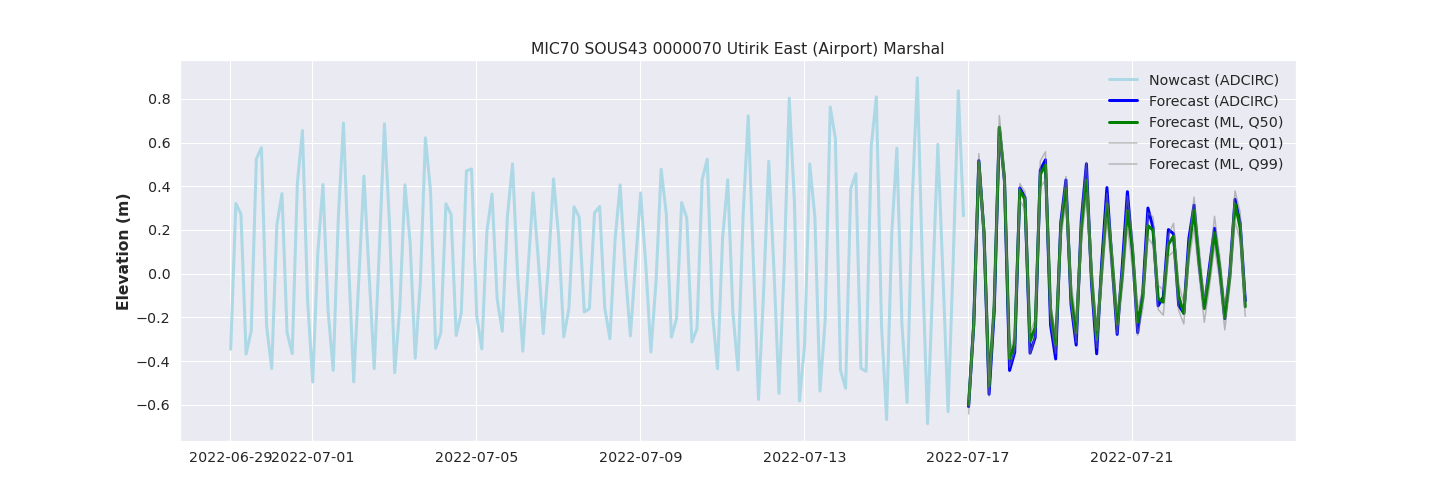 MIC70 SOUS43 0000070 Utirik East (Airport) Marshal
Elevation (m)
0.8
0.6
0.4
0.2
0.0
−0.2
−0.4
−0.6
Nowcast (ADCIRC)
Forecast (ADCIRC)
Forecast (ML, Q50)
Forecast (ML, Q01)
Forecast (ML, Q99)
2022-06-29 2022-07-01 2022-07-05 2022-07-09 2022-07-13 2022-07-17 2022-07-21